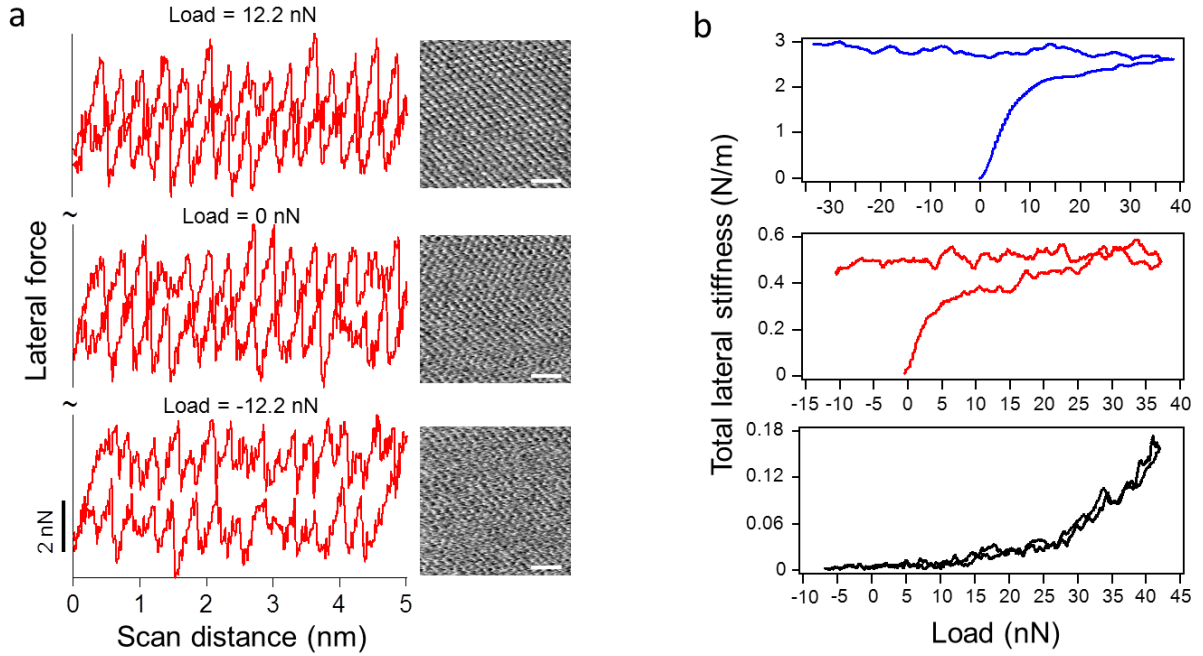 a
Load = 12.2 nN
~
Load = 0 nN
~
Load = -12.2 nN
Lateral force
2 nN
0 1 2 3 4 5
Scan distance (nm)
b
3
2
1
0
-30 -20 -10 0 10 20 30 40
0.6
0.4
0.2
0
-15 -10 -5 0 5 10 15 20 25 30 35 40
0.18
0.12
0.06
0
-10 -5 0 5 10 15 20 25 30 35 40 45
Total lateral stiffness (N/m)
Load (nN)